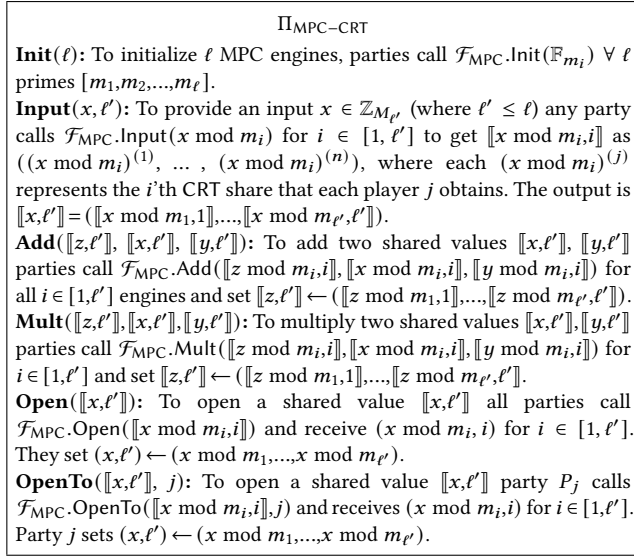 Π_MPC−CRT
Init(ℓ): To initialize ℓ MPC engines, parties call ℱ_MPC.Init(𝔽_{m_i}) ∀ ℓ
primes [m_1,m_2,...,m_ℓ].
Input(x,ℓ′): To provide an input x ∈ ℤ_{M_ℓ′} (where ℓ′ ≤ ℓ) any party
calls ℱ_MPC.Input(x mod m_i) for i ∈ [1, ℓ′] to get ⟦x mod m_i,i⟧ as
((x mod m_i)^(1), ... , (x mod m_i)^(n)), where each (x mod m_i)^(j)
represents the i'th CRT share that each player j obtains. The output is
⟦x,ℓ′⟧=(⟦x mod m_1,1⟧,...,⟦x mod m_ℓ′,ℓ′⟧).
Add(⟦z,ℓ′⟧, ⟦x,ℓ′⟧, ⟦y,ℓ′⟧): To add two shared values ⟦x,ℓ′⟧, ⟦y,ℓ′⟧
parties call ℱ_MPC.Add(⟦z mod m_i,i⟧,⟦x mod m_i,i⟧,⟦y mod m_i,i⟧) for
all i∈[1,ℓ′] engines and set ⟦z,ℓ′⟧←(⟦z mod m_1,1⟧,...,⟦z mod m_ℓ′,ℓ′⟧).
Mult(⟦z,ℓ′⟧,⟦x,ℓ′⟧,⟦y,ℓ′⟧): To multiply two shared values ⟦x,ℓ′⟧,⟦y,ℓ′⟧
parties call ℱ_MPC.Mult(⟦z mod m_i,i⟧,⟦x mod m_i,i⟧,⟦y mod m_i,i⟧) for
i∈[1,ℓ′] and set ⟦z,ℓ′⟧←(⟦z mod m_1,1⟧,...,⟦z mod m_ℓ′,ℓ′⟧.
Open(⟦x,ℓ′⟧): To open a shared value ⟦x,ℓ′⟧ all parties call
ℱ_MPC.Open(⟦x mod m_i,i⟧) and receive (x mod m_i, i) for i ∈ [1, ℓ′].
They set (x,ℓ′)←(x mod m_1,...,x mod m_ℓ′).
OpenTo(⟦x,ℓ′⟧, j): To open a shared value ⟦x,ℓ′⟧ party P_j calls
ℱ_MPC.OpenTo(⟦x mod m_i,i⟧,j) and receives (x mod m_i,i) for i∈[1,ℓ′].
Party j sets (x,ℓ′)←(x mod m_1,...,x mod m_ℓ′).